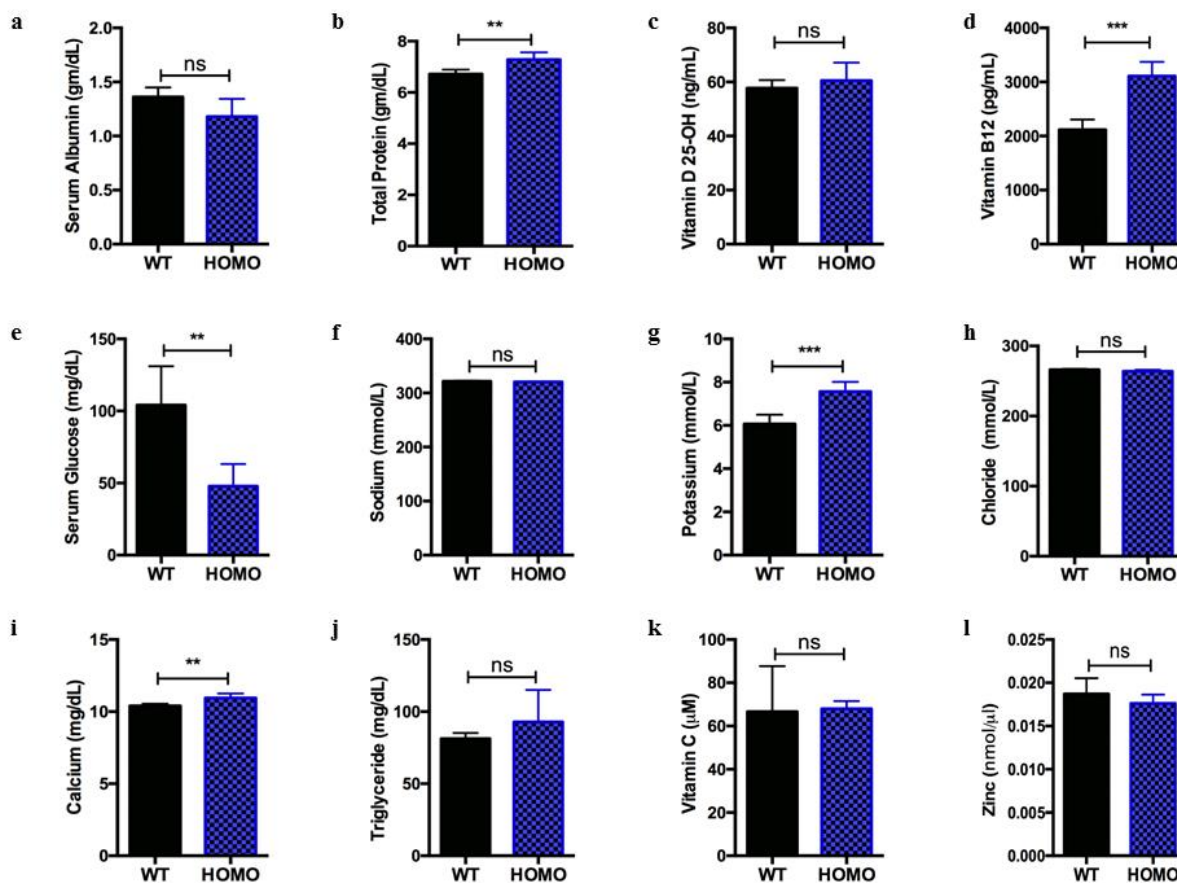 a
Serum Albumin (gm/dL)
2.0
1.5
1.0
0.5
0.0
ns
WT HOMO
b
Total Protein (gm/dL)
8
6
4
2
0
**
WT HOMO
c
Vitamin D 25-OH (ng/mL)
80
60
40
20
0
ns
WT HOMO
d
Vitamin B12 (pg/mL)
4000
3000
2000
1000
0
***
WT HOMO
e
Serum Glucose (mg/dL)
150
100
50
0
**
WT HOMO
f
Sodium (mmol/L)
400
300
200
100
0
ns
WT HOMO
g
Potassium (mmol/L)
10
8
6
4
2
0
***
WT HOMO
h
Chloride (mmol/L)
300
200
100
0
ns
WT HOMO
i
Calcium (mg/dL)
15
10
5
0
**
WT HOMO
j
Triglyceride (mg/dL)
150
100
50
0
ns
WT HOMO
k
Vitamin C (µM)
100
80
60
40
20
0
ns
WT HOMO
l
Zinc (nmol/µl)
0.025
0.020
0.015
0.010
0.005
0.000
ns
WT HOMO